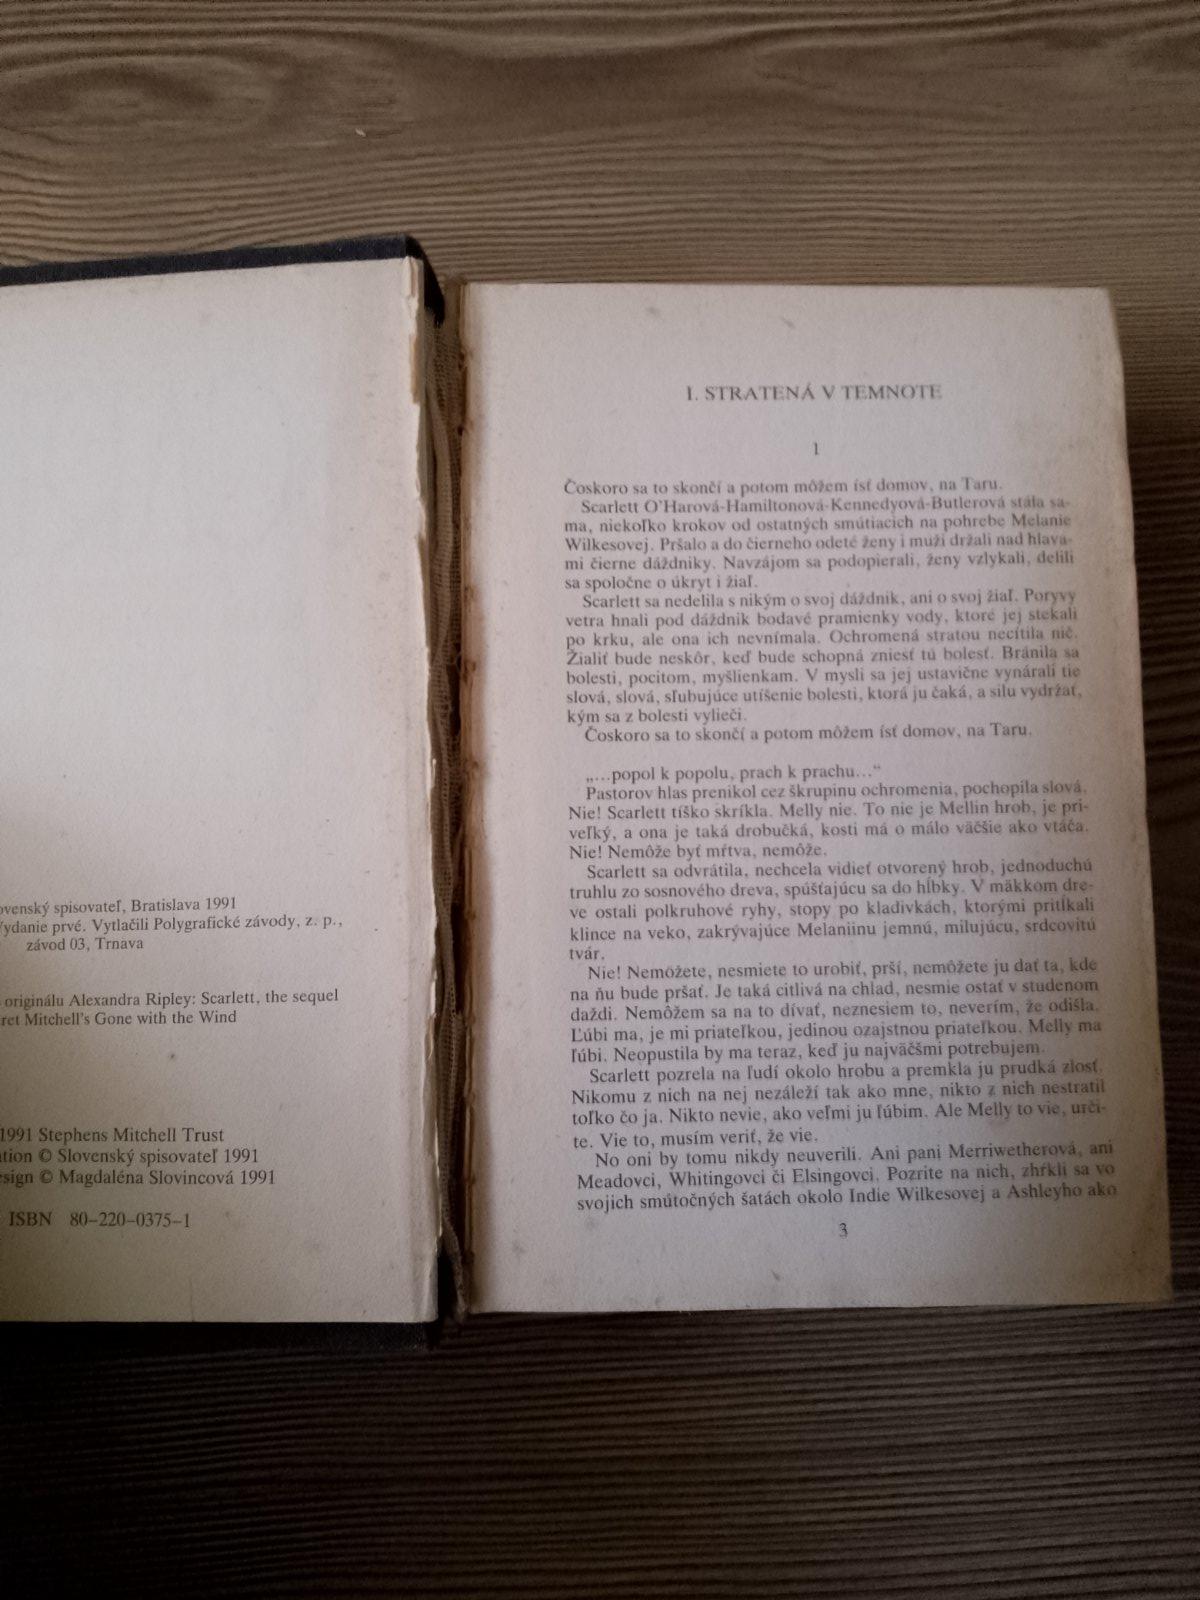 ovenský spisovateľ, Bratislava 1991
ydanie prvé. Vytlačili Polygrafické závody, z. p.,
závod 03, Trnava
originálu Alexandra Ripley: Scarlett, the sequel
ret Mitchell's Gone with the Wind
1991 Stephens Mitchell Trust
ation © Slovenský spisovateľ 1991
esign © Magdaléna Slovincová 1991
ISBN 80–220–0375–1
I. STRATENÁ V TEMNOTE
1
Čoskoro sa to skončí a potom môžem ísť domov, na Taru.
Scarlett O'Harová-Hamiltonová-Kennedyová-Butlerová stála sa-
ma, niekoľko krokov od ostatných smútiacich na pohrebe Melanie
Wilkesovej. Pršalo a do čierneho odeté ženy i muži držali nad hlava-
mi čierne dáždniky. Navzájom sa podopierali, ženy vzlykali, delili
sa spoločne o úkryt i žiaľ.
Scarlett sa nedelila s nikým o svoj dáždnik, ani o svoj žiaľ. Poryvy
vetra hnali pod dáždnik bodavé pramienky vody, ktoré jej stekali
po krku, ale ona ich nevnímala. Ochromená stratou necítila nič.
Žialiť bude neskôr, keď bude schopná zniesť tú bolesť. Bránila sa
bolesti, pocitom, myšlienkam. V mysli sa jej ustavične vynárali tie
slová, slová, sľubujúce utíšenie bolesti, ktorá ju čaká, a silu vydržať,
kým sa z bolesti vylieči.
Čoskoro sa to skončí a potom môžem ísť domov, na Taru.
„...popol k popolu, prach k prachu...“
Pastorov hlas prenikol cez škrupinu ochromenia, pochopila slová.
Nie! Scarlett tíško skríkla. Melly nie. To nie je Mellin hrob, je pri-
veľký, a ona je taká drobučká, kosti má o málo väčšie ako vtáča.
Nie! Nemôže byť mŕtva, nemôže.
Scarlett sa odvrátila, nechcela vidieť otvorený hrob, jednoduchú
truhlu zo sosnového dreva, spúšťajúcu sa do hĺbky. V mäkkom dre-
ve ostali polkruhové ryhy, stopy po kladivkách, ktorými pritĺkali
klince na veko, zakrývajúce Melaniinu jemnú, milujúcu, srdcovitú
tvár.
Nie! Nemôžete, nesmiete to urobiť, prší, nemôžete ju dať ta, kde
na ňu bude pršať. Je taká citlivá na chlad, nesmie ostať v studenom
daždi. Nemôžem sa na to dívať, neznesiem to, neverím, že odišla.
Ľúbi ma, je mi priateľkou, jedinou ozajstnou priateľkou. Melly ma
ľúbi. Neopustila by ma teraz, keď ju najväčšmi potrebujem.
Scarlett pozrela na ľudí okolo hrobu a premkla ju prudká zlosť.
Nikomu z nich na nej nezáleží tak ako mne, nikto z nich nestratil
toľko čo ja. Nikto nevie, ako veľmi ju ľúbim. Ale Melly to vie, urči-
te. Vie to, musím veriť, že vie.
No oni by tomu nikdy neuverili. Ani pani Merriwetherová, ani
Meadovci, Whitingovci či Elsingovci. Pozrite na nich, zhŕkli sa vo
svojich smútočných šatách okolo Indie Wilkesovej a Ashleyho ako
3